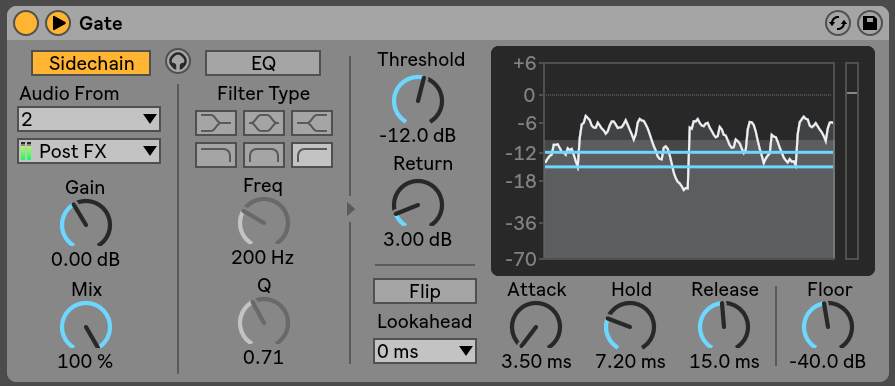 Gate
Sidechain
EQ
Audio From
2
Post FX
Gain
0.00 dB
Mix
100 %
Filter Type
Freq
200 Hz
Q
0.71
Threshold
-12.0 dB
Return
3.00 dB
Flip
Lookahead
0 ms
+6
0
-6
-12
-18
-36
-70
Attack
3.50 ms
Hold
7.20 ms
Release
15.0 ms
Floor
-40.0 dB